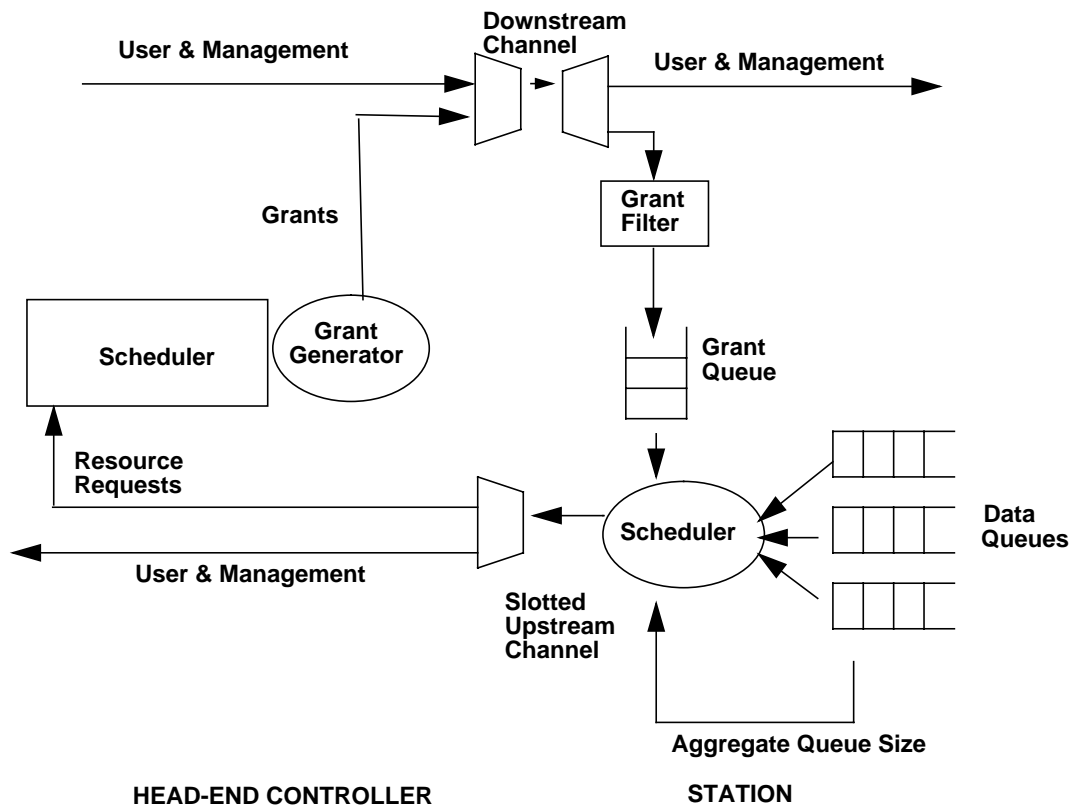 Downstream
Channel
User & Management
User & Management
Grant
Filter
Grants
Grant
Generator
Scheduler
Grant
Queue
Resource
Requests
Scheduler
Data
Queues
User & Management
Slotted
Upstream
Channel
Aggregate Queue Size
HEAD-END CONTROLLER
STATION